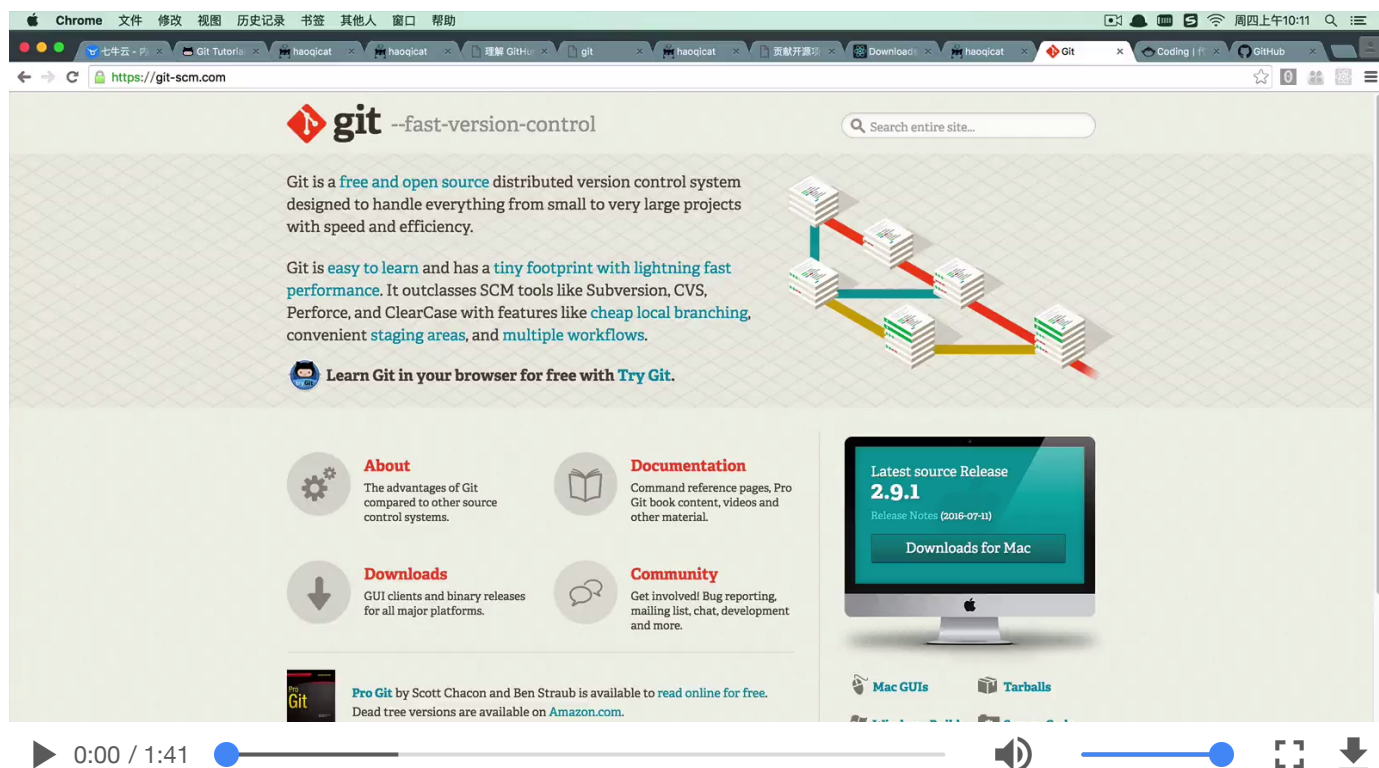 Chrome 文件 修改 视图 历史记录 书签 其他人 窗口 帮助 周四上午10:11
七牛云 - 内 Git Tutoria haoqicat haoqicat 理解 GitHu git haoqicat 贡献开源项 Downloads haoqicat Git Coding | GitHub
https://git-scm.com
git --fast-version-control
Search entire site...
Git is a free and open source distributed version control system
designed to handle everything from small to very large projects
with speed and efficiency.
Git is easy to learn and has a tiny footprint with lightning fast
performance. It outclasses SCM tools like Subversion, CVS,
Perforce, and ClearCase with features like cheap local branching,
convenient staging areas, and multiple workflows.
Learn Git in your browser for free with Try Git.
About
The advantages of Git
compared to other source
control systems.
Documentation
Command reference pages, Pro
Git book content, videos and
other material.
Downloads
GUI clients and binary releases
for all major platforms.
Community
Get involved! Bug reporting,
mailing list, chat, development
and more.
Latest source Release
2.9.1
Release Notes (2016-07-11)
Downloads for Mac
Pro
Git
Pro Git by Scott Chacon and Ben Straub is available to read online for free.
Dead tree versions are available on Amazon.com.
Mac GUIs
Tarballs
0:00 / 1:41